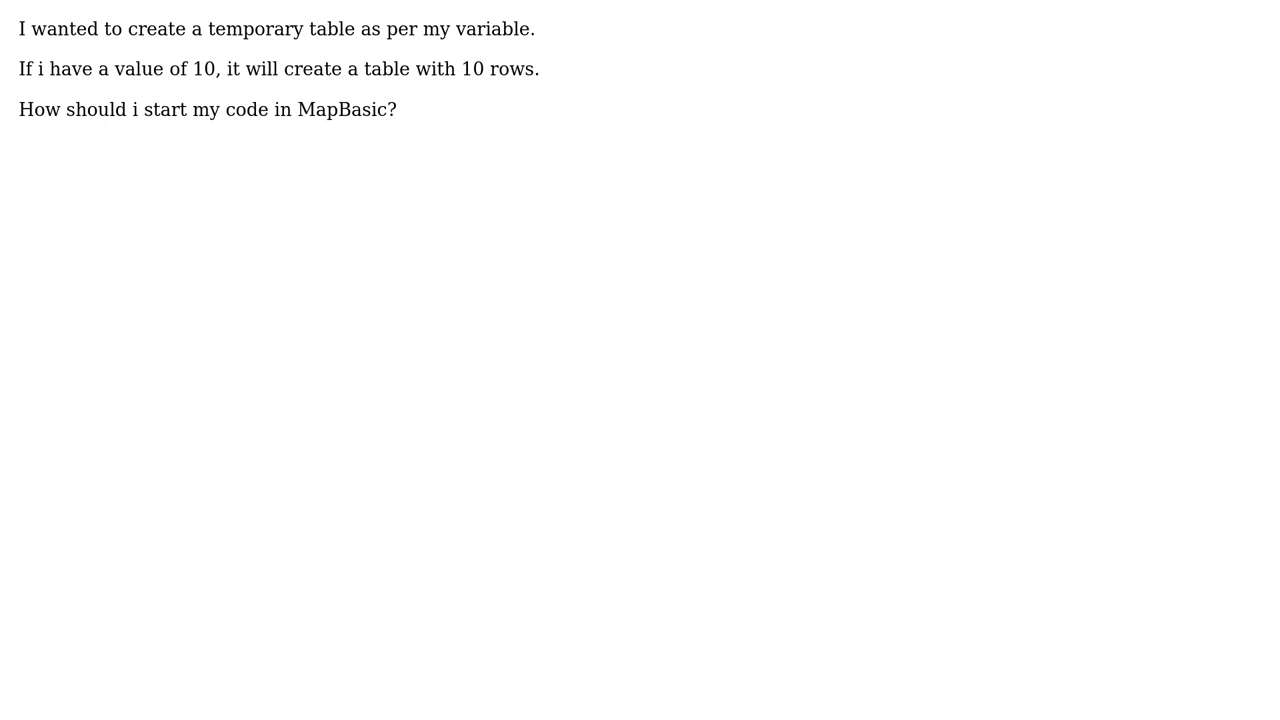 I wanted to create a temporary table as per my variable.
If i have a value of 10, it will create a table with 10 rows.
How should i start my code in MapBasic?